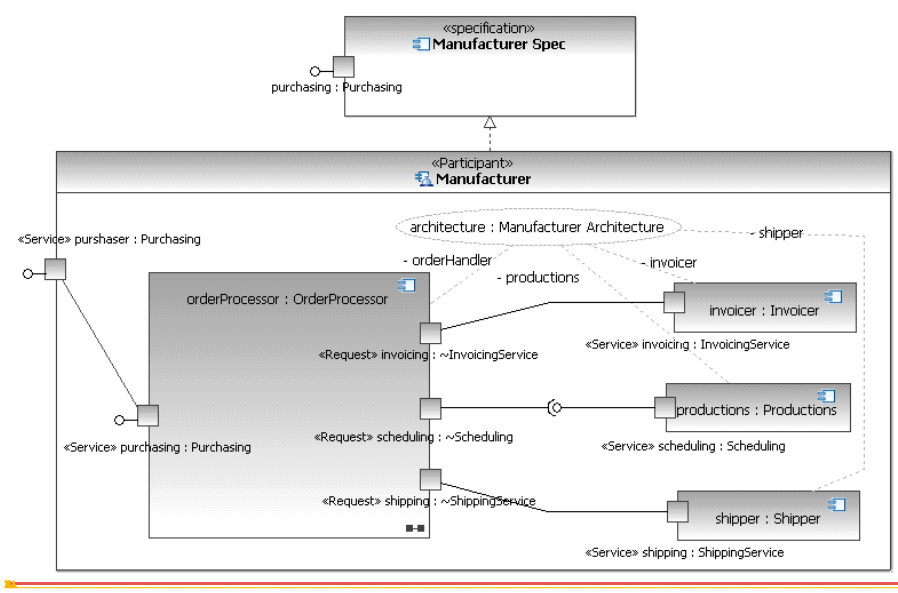 «specification»
Manufacturer Spec
purchasing : Purchasing
«Participant»
Manufacturer
architecture : Manufacturer Architecture
- shipper
«Service» purshaser : Purchasing
- orderHandler
- invoicer
- productions
orderProcessor : OrderProcessor
invoicer : Invoicer
«Request» invoicing : ~InvoicingService
«Service» invoicing : InvoicingService
productions : Productions
«Request» scheduling : ~Scheduling
«Service» purchasing : Purchasing
«Service» scheduling : Scheduling
«Request» shipping : ~ShippingService
shipper : Shipper
«Service» shipping : ShippingService